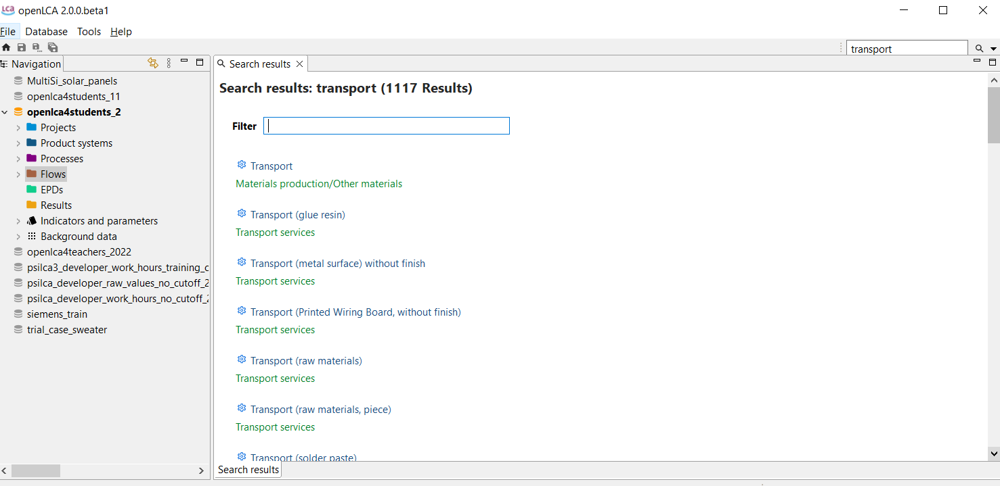 LCA openLCA 2.0.0.beta1
File Database Tools Help
transport
Navigation
MultiSi_solar_panels
openlca4students_11
openlca4students_2
Projects
Product systems
Processes
Flows
EPDs
Results
Indicators and parameters
Background data
openlca4teachers_2022
psilca3_developer_work_hours_training_c
psilca_developer_raw_values_no_cutoff_2
psilca_developer_work_hours_no_cutoff_2
siemens_train
trial_case_sweater
Search results
Search results: transport (1117 Results)
Filter
Transport
Materials production/Other materials
Transport (glue resin)
Transport services
Transport (metal surface) without finish
Transport services
Transport (Printed Wiring Board, without finish)
Transport services
Transport (raw materials)
Transport services
Transport (raw materials, piece)
Transport services
Transport (solder paste)
Search results